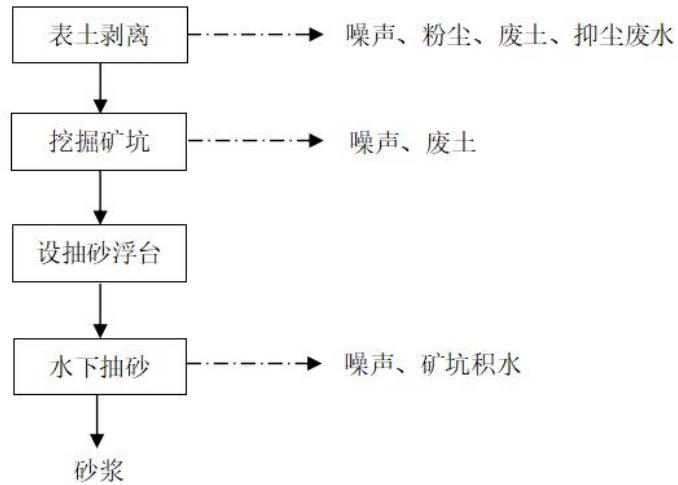 表土剥离
噪声、粉尘、废土、抑尘废水
挖掘矿坑
噪声、废土
设抽砂浮台
水下抽砂
噪声、矿坑积水
砂浆